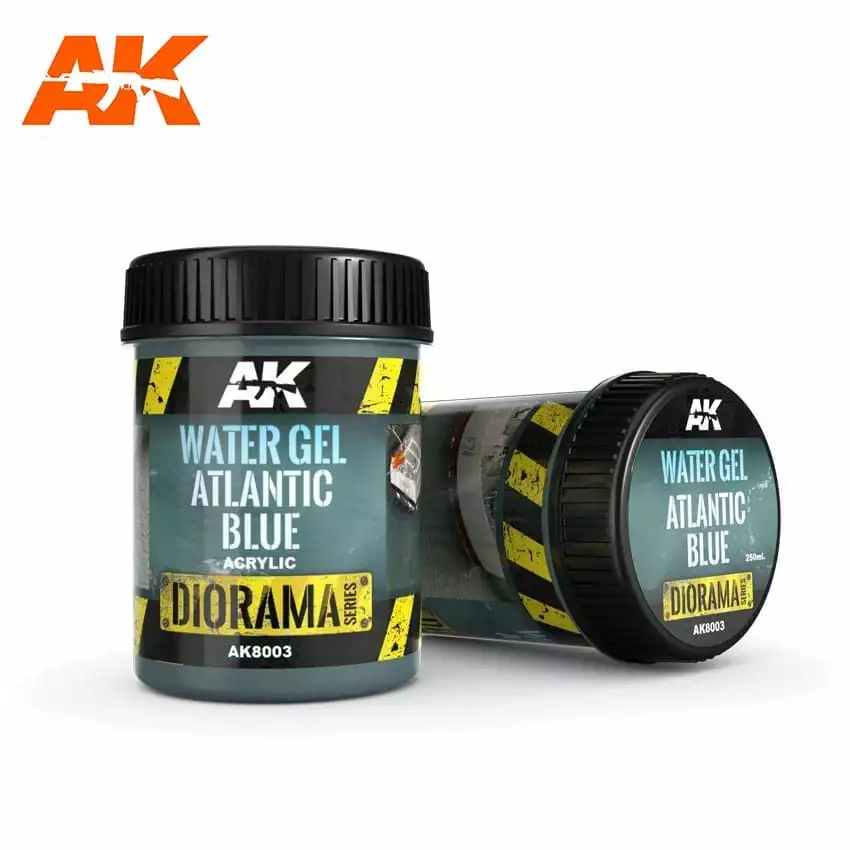 AK
AK
WATER GEL
ATLANTIC
BLUE
ACRYLIC
DIORAMA
SERIES
AK8003
AK
WATER GEL
ATLANTIC
BLUE
250ml.
DIORAMA
SERIES
AK8003